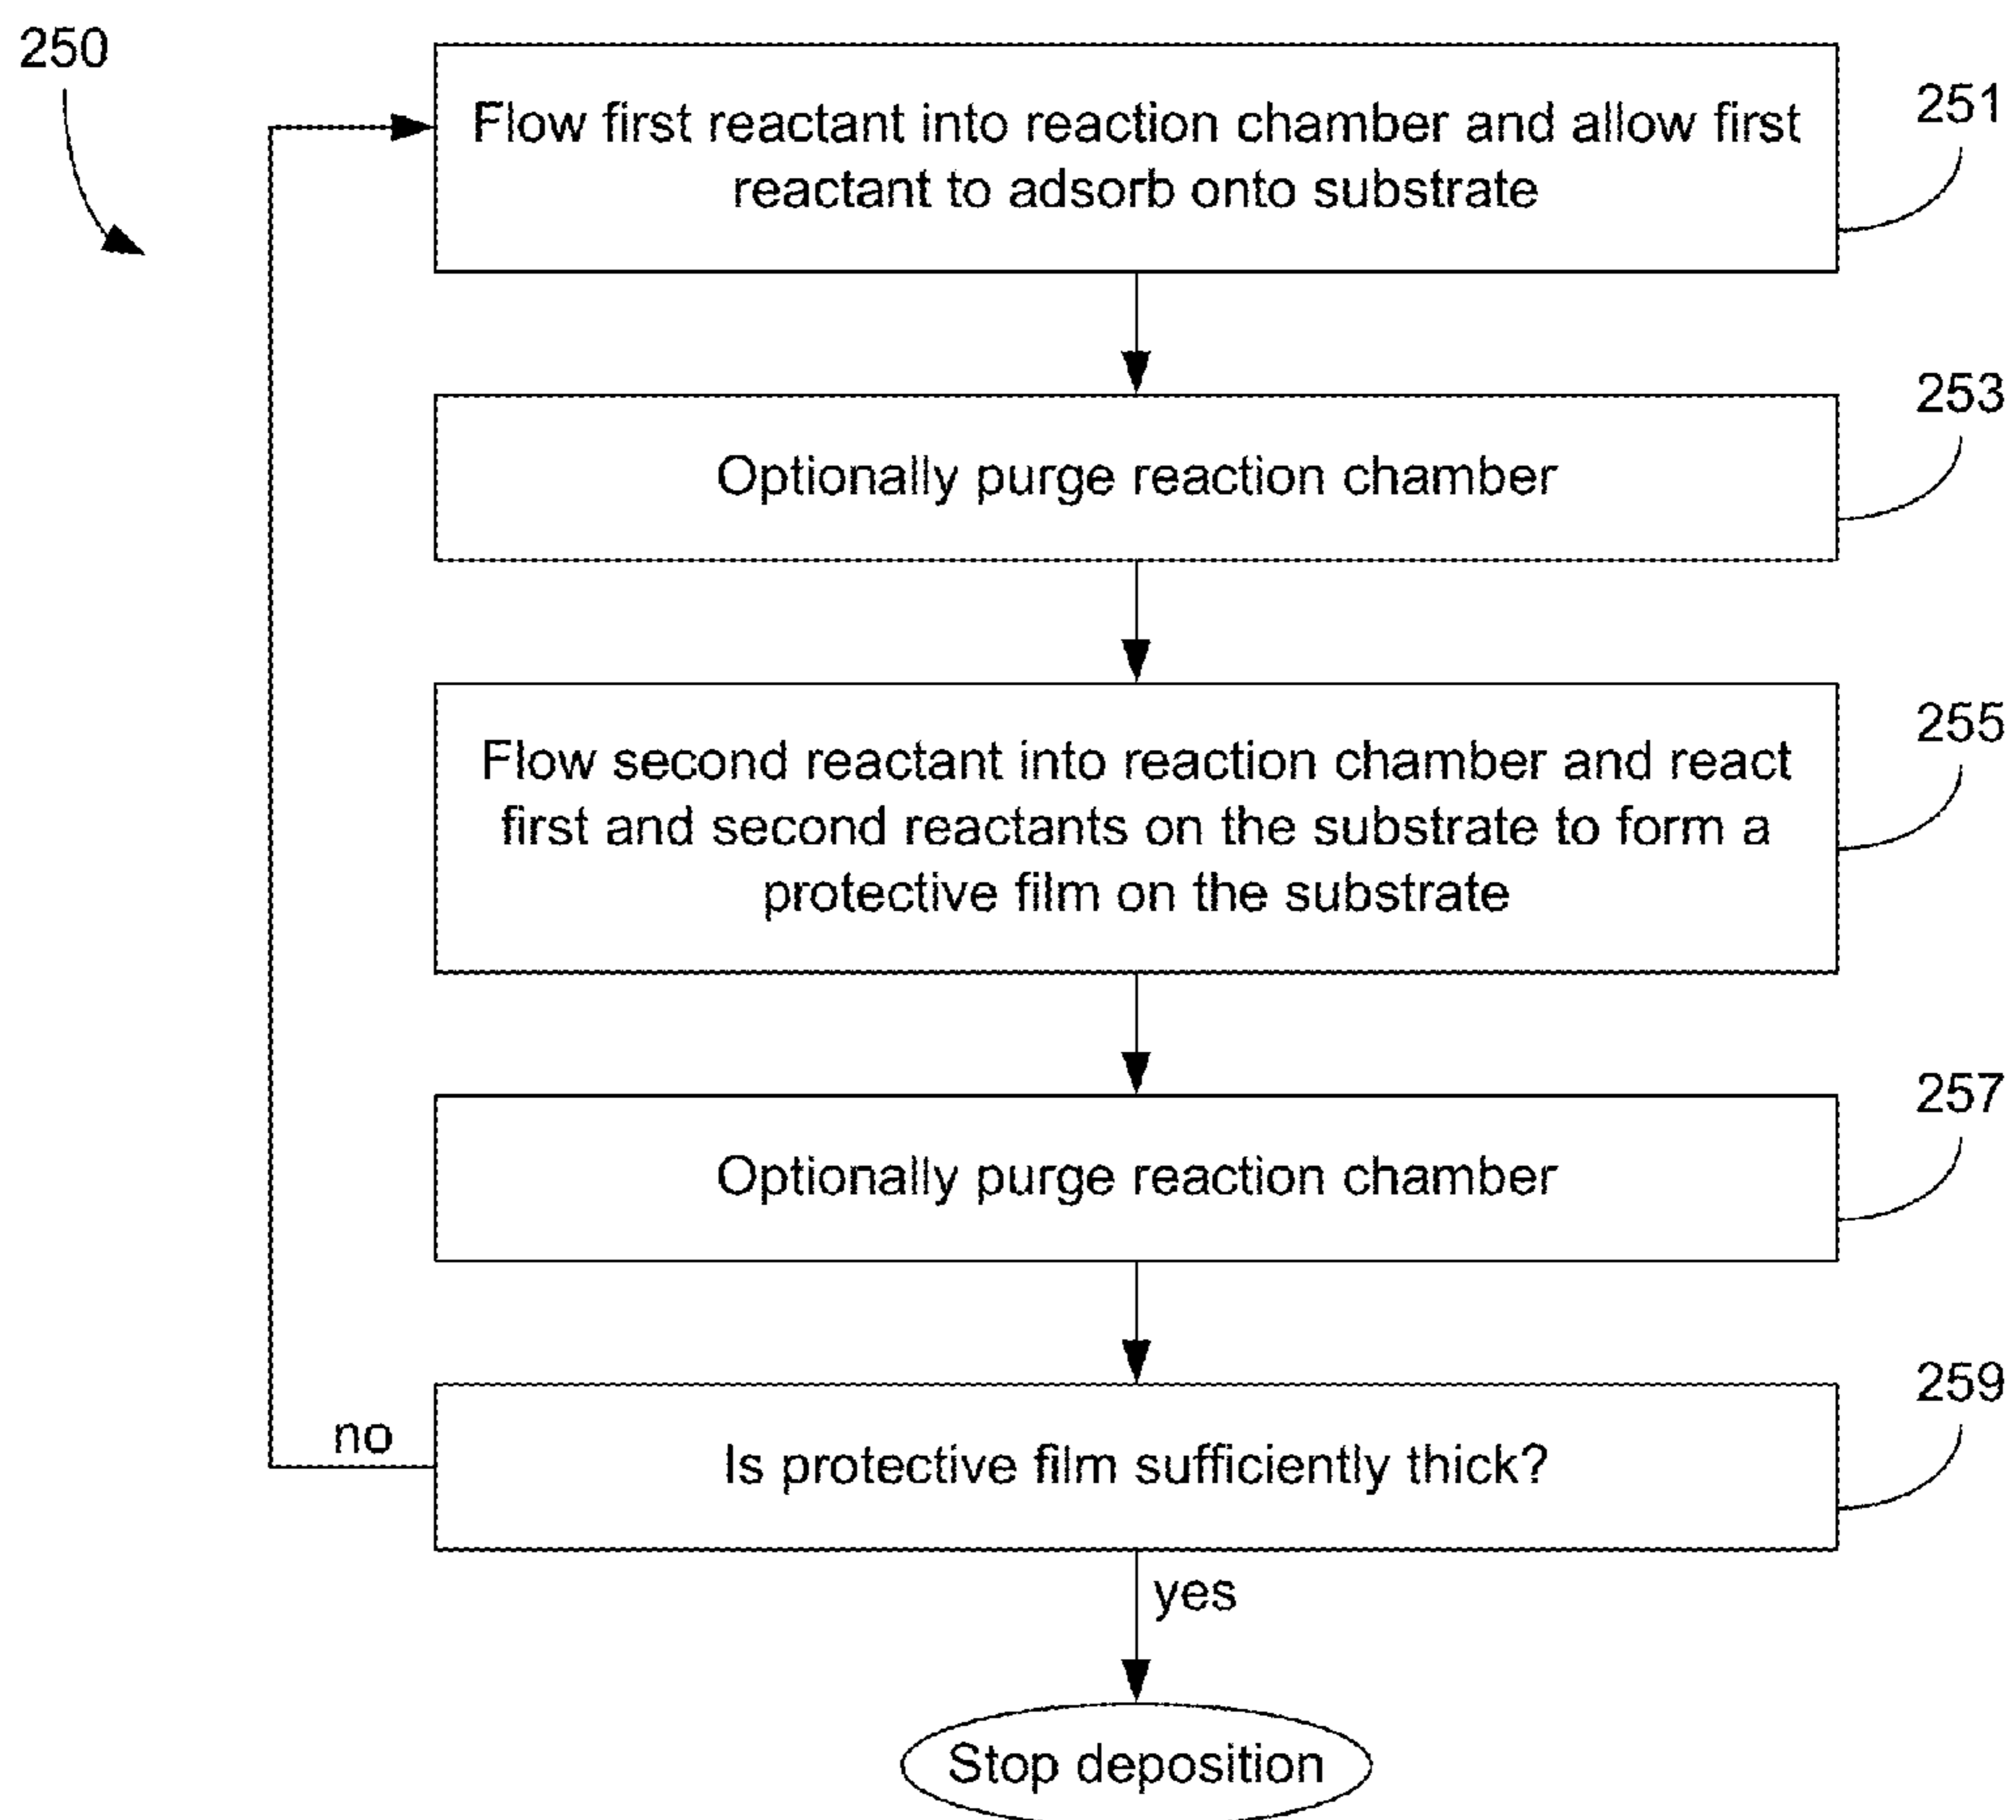 250
Flow first reactant into reaction chamber and allow first
reactant to adsorb onto substrate
251
Optionally purge reaction chamber
253
Flow second reactant into reaction chamber and react
first and second reactants on the substrate to form a
protective film on the substrate
255
Optionally purge reaction chamber
257
Is protective film sufficiently thick?
259
no
yes
Stop deposition